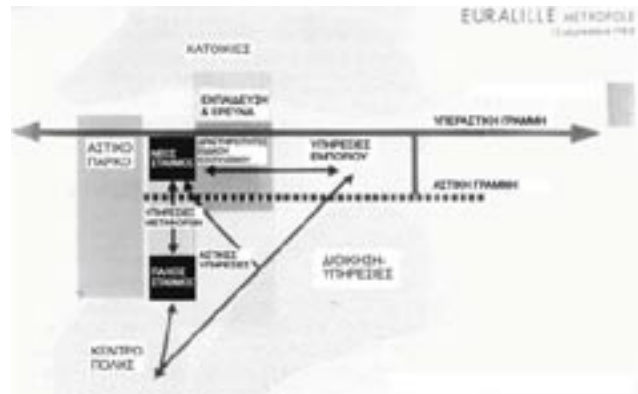 EURALILLE METROPOLE
ΚΑΤΟΙΚΙΕΣ
ΕΚΠΑΙΔΕΥΣΗ
& ΕΡΕΥΝΑ
ΥΠΕΡΑΣΤΙΚΗ ΓΡΑΜΜΗ
ΑΣΤΙΚΟ
ΠΑΡΚΟ
ΝΕΟΣ
ΣΤΑΘΜΟΣ
ΥΠΗΡΕΣΙΕΣ
ΕΜΠΟΡΙΟΥ
ΑΣΤΙΚΗ ΓΡΑΜΜΗ
ΥΠΗΡΕΣΙΕΣ
ΜΕΤΑΦΟΡΩΝ
ΑΣΤΙΚΕΣ
ΥΠΗΡΕΣΙΕΣ
ΠΑΛΙΟΣ
ΣΤΑΘΜΟΣ
ΔΙΟΙΚΗΣΗ-
ΥΠΗΡΕΣΙΕΣ
ΚΕΝΤΡΟ
ΠΟΛΗΣ